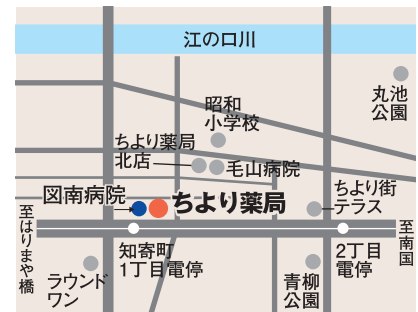 江の口川
丸池
公園
昭和
小学校
ちより薬局
北店
毛山病院
図南病院
ちより薬局
ちより街
テラス
至はりまや橋
至南国
知寄町
1丁目電停
2丁目
電停
ラウンド
ワン
青柳
公園